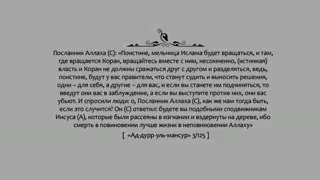 Посланник Аллаха (С): «Поистине, мельница Ислама будет вращаться, и там,
где вращается Коран, вращайтесь вместе с ним, несомненно, (истинная)
власть и Коран не должны сражаться друг с другом и разделяться, ведь,
поистине, будут у вас правители, что станут судить и выносить решения,
одни – для себя, а другие – для вас, и если вы станете им подчиняться, то
введут они вас в заблуждение, а если вы выступите против них, они вас
убьют. И спросили люди: о, Посланник Аллаха (С), как же нам тогда быть,
если это случится? Он (С) ответил: будете вы подобны сподвижникам
Иисуса (А), которые были рассеяны в изгнании и вздернуты на дереве, ибо
смерть в повиновении лучше жизни в неповиновении Аллаху»
[ «Ад-дурр-уль-мансур» 3/125 ]